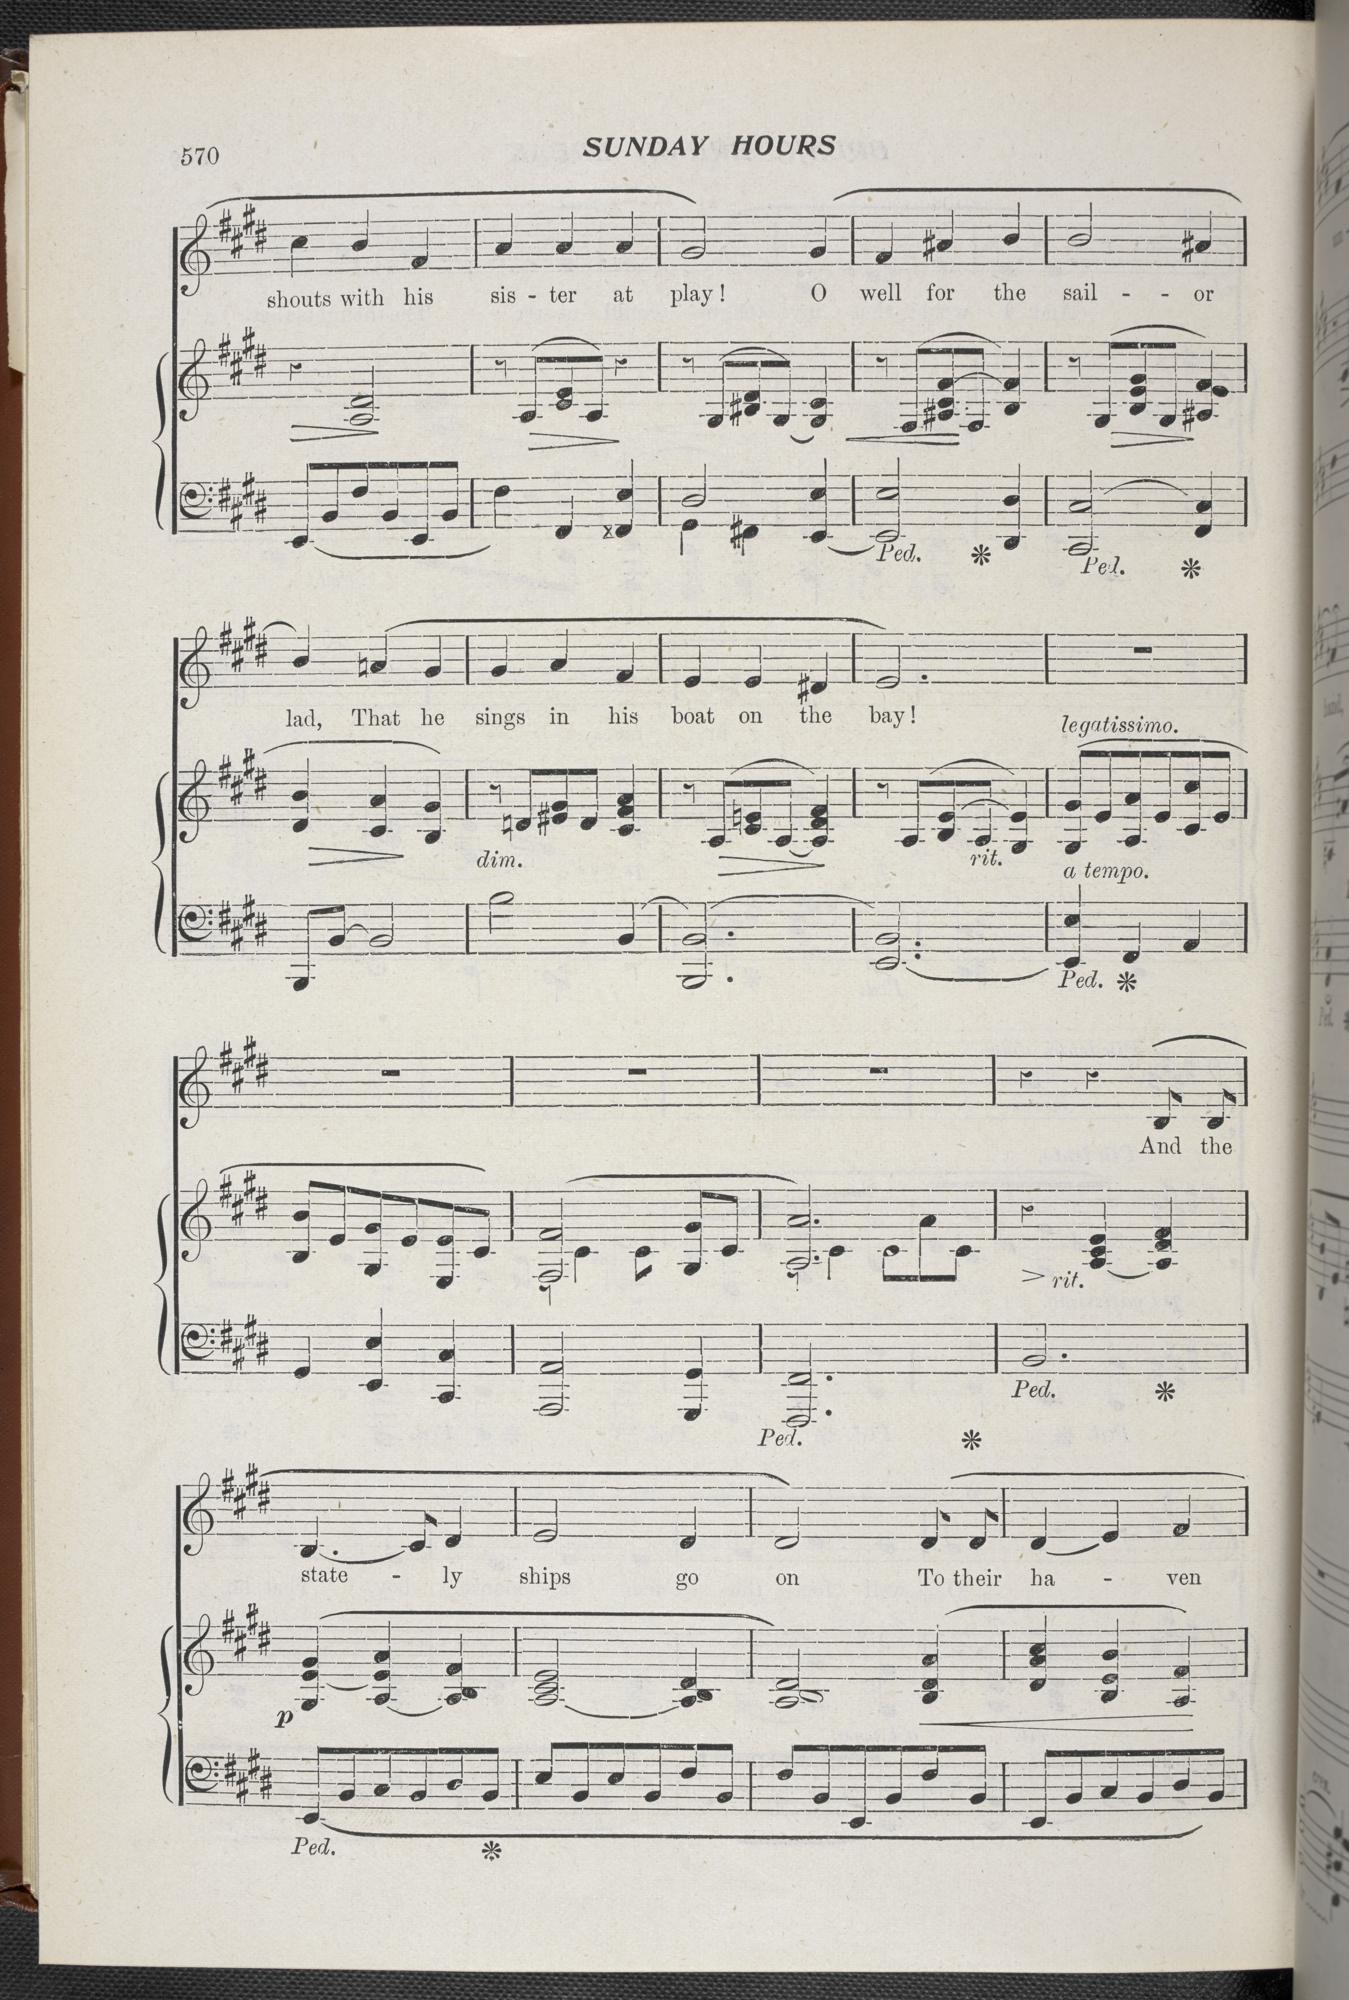 570
SUNDAY HOURS
shouts with his sis - ter at play! O well for the sail - - or
Ped. Ped.
lad, That he sings in his boat on the bay!
legatissimo.
dim. rit. a tempo.
Ped.
And the
> rit.
Ped.
Ped.
state - ly ships go on To their ha - ven
p
Ped.